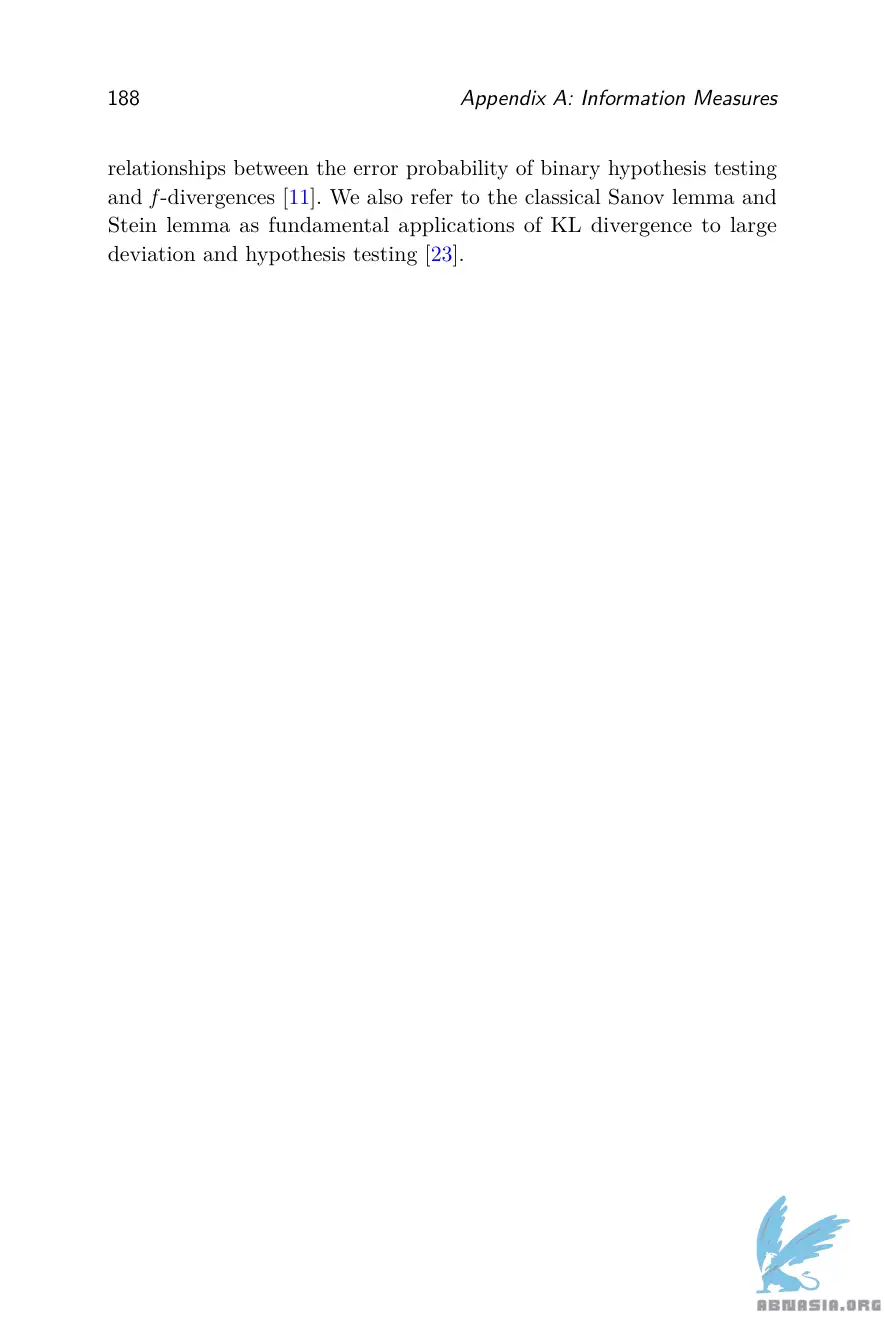 188 Appendix A: Information Measures
relationships between the error probability of binary hypothesis testing
and f-divergences [11]. We also refer to the classical Sanov lemma and
Stein lemma as fundamental applications of KL divergence to large
deviation and hypothesis testing [23].
ABNASIA.ORG